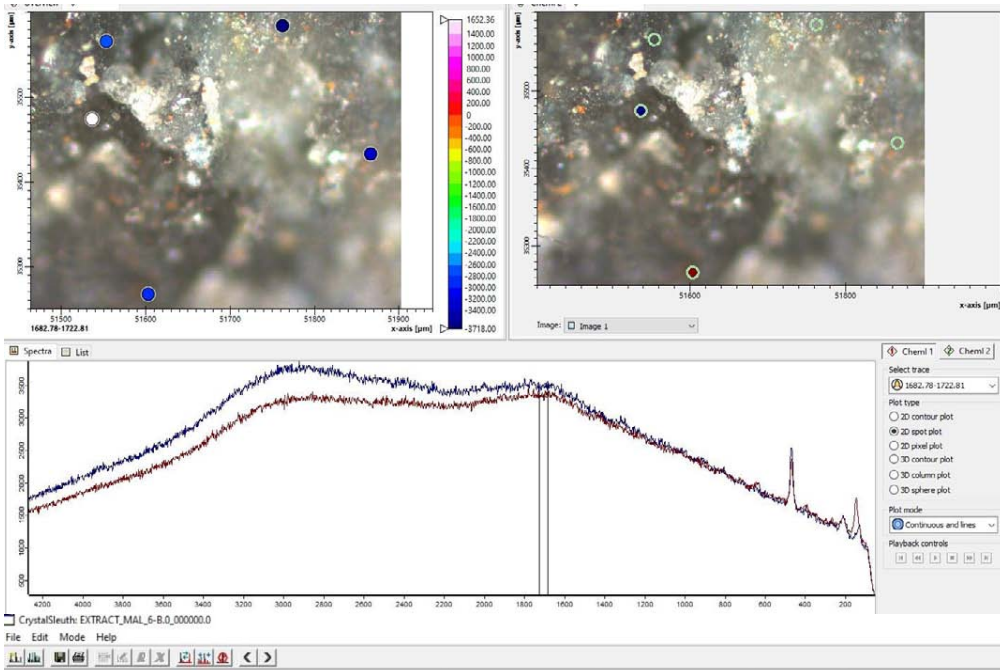 y-axis [µm]
35500
35400
35300
51500
51600
51700
51800
51900
1682.78-1722.81
x-axis [µm]
1652.36
1400.00
1200.00
1000.00
800.00
600.00
400.00
200.00
0
-200.00
-400.00
-600.00
-800.00
-1000.00
-1200.00
-1400.00
-1600.00
-1800.00
-2000.00
-2200.00
-2400.00
-2600.00
-2800.00
-3000.00
-3200.00
-3400.00
-3718.00
y-axis [µm]
35500
35400
35300
51600
51800
x-axis [µm]
Image: Image 1
Spectra List
3500
3000
2500
2000
1500
1000
500
4200 4000 3800 3600 3400 3200 3000 2800 2600 2400 2200 2000 1800 1600 1400 1200 1000 800 600 400 200
ChemI 1 ChemI 2
Select trace
1682.78-1722.81
Plot type
2D contour plot
2D spot plot
2D pixel plot
3D contour plot
3D column plot
3D sphere plot
Plot mode
Continuous and lines
Playback controls
CrystalSleuth: EXTRACT_MAL_6-B.0_000000.0
File Edit Mode Help